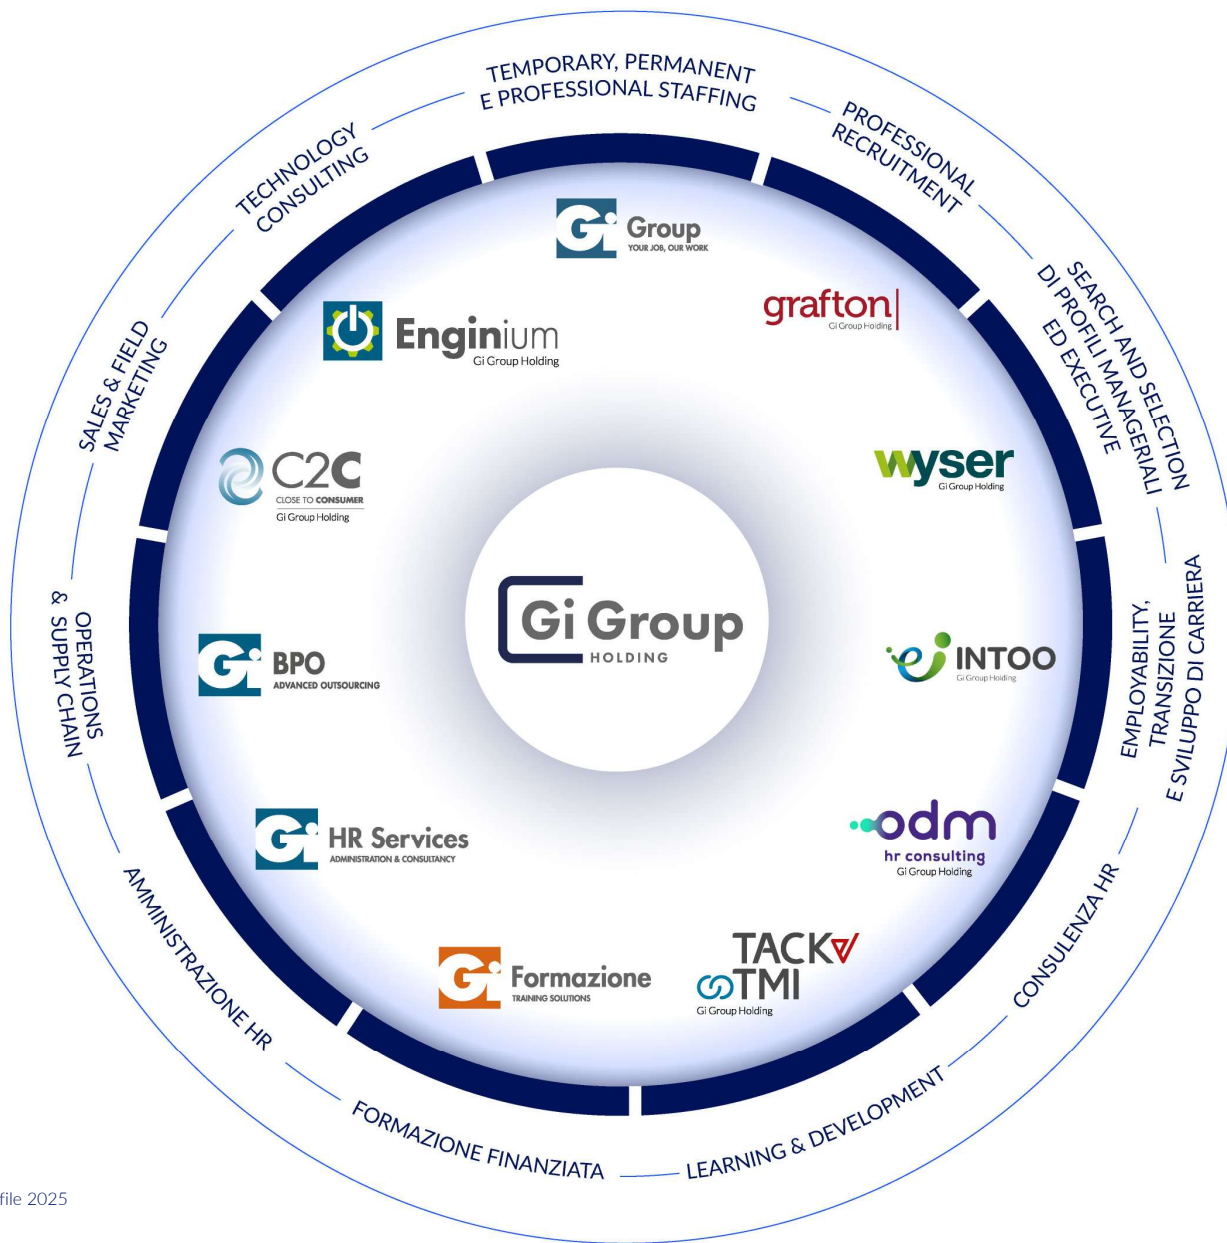 TEMPORARY, PERMANENT
E PROFESSIONAL STAFFING
PROFESSIONAL
RECRUITMENT
SEARCH AND SELECTION
DI PROFILI MANAGERIALI
ED EXECUTIVE
EMPLOYABILITY,
TRANSIZIONE
E SVILUPPO DI CARRIERA
CONSULENZA HR
LEARNING & DEVELOPMENT
FORMAZIONE FINANZIATA
AMMINISTRAZIONE HR
OPERATIONS
& SUPPLY CHAIN
SALES & FIELD
MARKETING
TECHNOLOGY
CONSULTING
Gi Group
YOUR JOB, OUR WORK
grafton
Gi Group Holding
wyser
Gi Group Holding
INTOO
Gi Group Holding
odm
hr consulting
Gi Group Holding
TACK
TMI
Gi Group Holding
Gi Formazione
TRAINING SOLUTIONS
Gi HR Services
ADMINISTRATION & CONSULTANCY
Gi BPO
ADVANCED OUTSOURCING
C2C
CLOSE TO CONSUMER
Gi Group Holding
Enginium
Gi Group Holding
Gi Group
HOLDING
file 2025